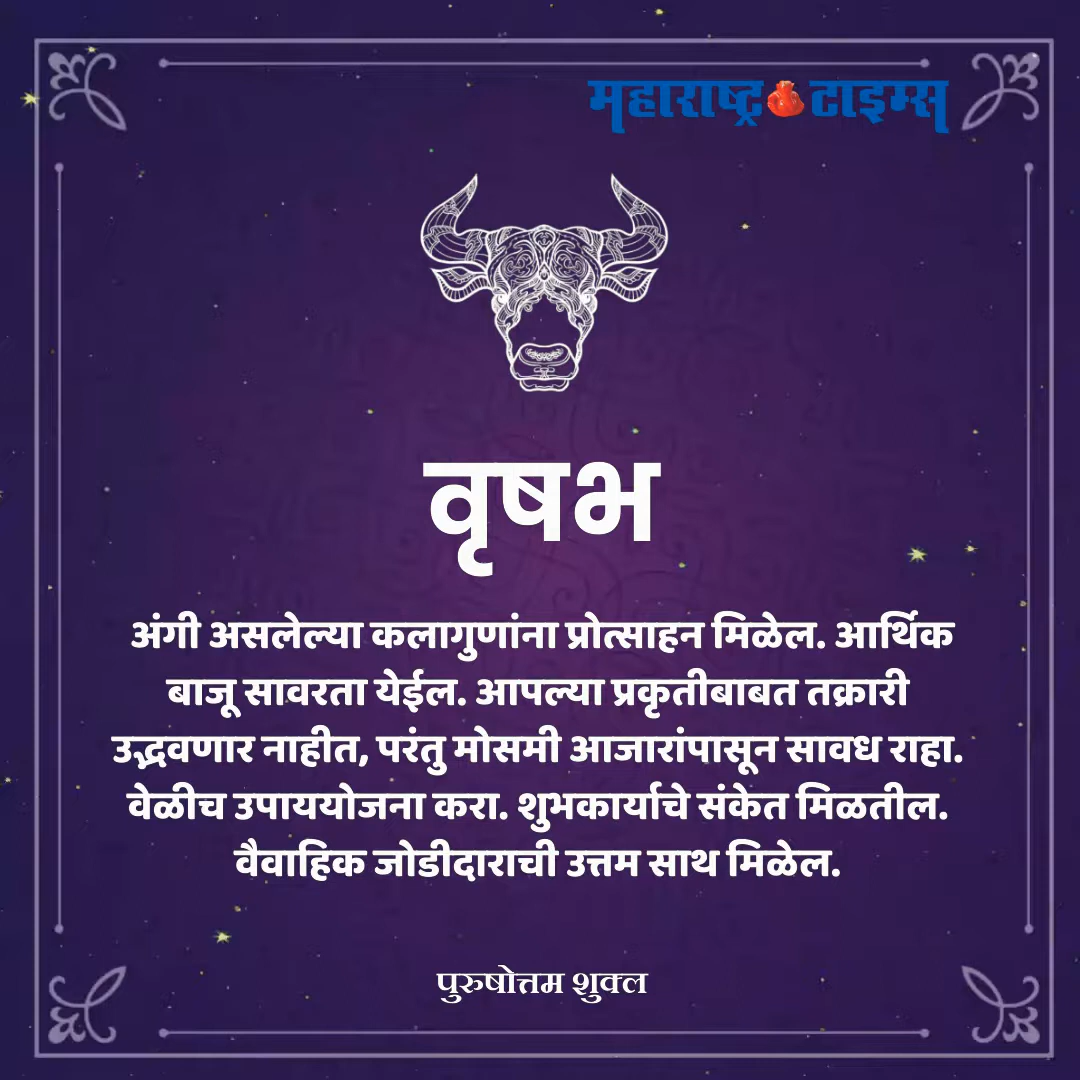 महाराष्ट्र टाइम्स
वृषभ
अंगी असलेल्या कलागुणांना प्रोत्साहन मिळेल. आर्थिक
बाजू सावरता येईल. आपल्या प्रकृतीबाबत तक्रारी
उद्भवणार नाहीत, परंतु मोसमी आजारांपासून सावध राहा.
वेळीच उपाययोजना करा. शुभकार्याचे संकेत मिळतील.
वैवाहिक जोडीदाराची उत्तम साथ मिळेल.
पुरुषोत्तम शुक्ल